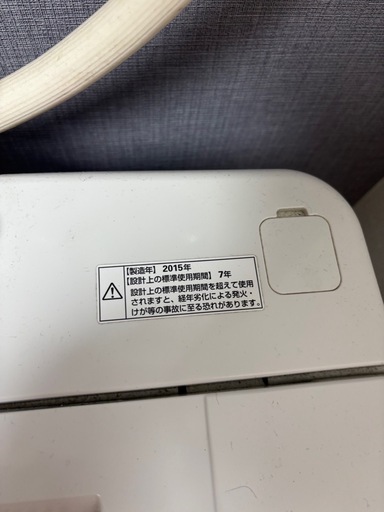 【製造年】 2015年
【設計上の標準使用期間】 7年
設計上の標準使用期間を超えて使用
されますと、経年劣化による発火・
けが等の事故に至る恐れがあります。